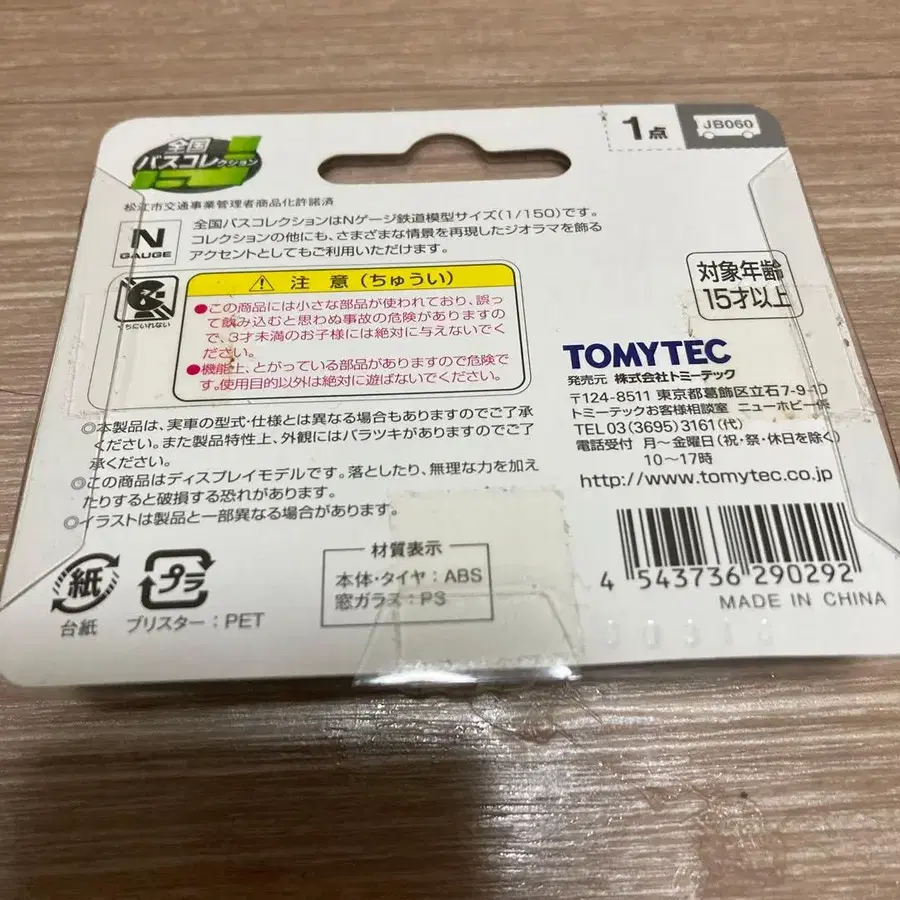 全国
バスコレクション
1点
JB060
松江市交通事業管理者商品化許諾済
N
GAUGE
全国バスコレクションはNゲージ鉄道模型サイズ(1/150)です。
コレクションの他にも、さまざまな情景を再現したジオラマを飾る
アクセントとしてもご利用いただけます。
くちにいれない
注 意(ちゅうい)
●この商品には小さな部品が使われており、誤っ
て飲み込むと思わぬ事故の危険がありますの
で、3才未満のお子様には絶対に与えないでく
ださい。
●機能上、とがっている部品がありますので危険で
す。使用目的以外は絶対に遊ばないでください。
対象年齢
15才以上
TOMYTEC
発売元 株式会社トミーテック
〒124-8511 東京都葛飾区立石7-9-10
トミーテックお客様相談室 ニューホビー係
TEL 03(3695)3161(代)
電話受付 月～金曜日(祝・祭・休日を除く)
10～17時
http://www.tomytec.co.jp
◎本製品は、実車の型式・仕様とは異なる場合もありますのでご了承
ください。また製品特性上、外観にはバラツキがありますのでご了
承ください。
◎この商品はディスプレイモデルです。落としたり、無理な力を加え
たりすると破損する恐れがあります。
◎イラストは製品と一部異なる場合があります。
紙
台紙
プラ
ブリスター：PET
材質表示
本体・タイヤ：ABS
窓ガラス：PS
4 543736 290292
MADE IN CHINA